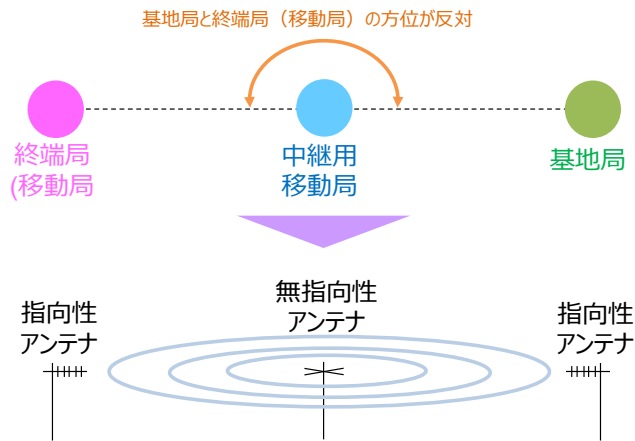 基地局と終端局（移動局）の方位が反対
終端局
(移動局
中継用
移動局
基地局
無指向性
アンテナ
指向性
アンテナ
指向性
アンテナ